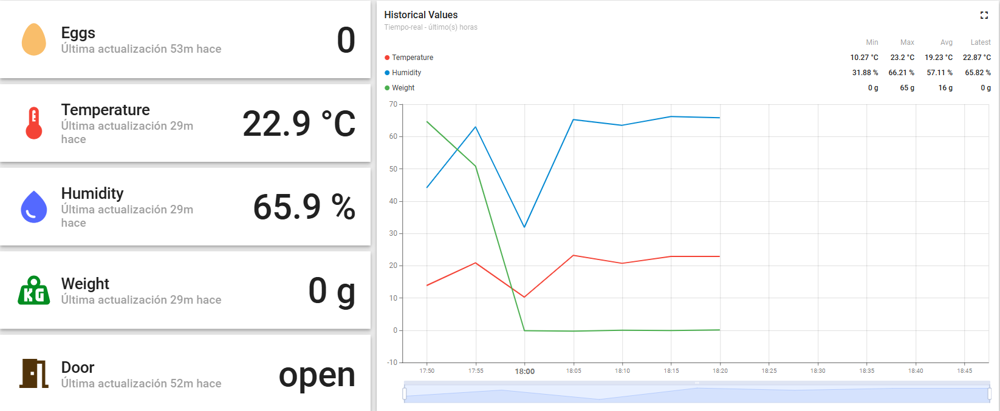 Eggs
Última actualización 53m hace
0
Temperature
Última actualización 29m
hace
22.9 °C
Humidity
Última actualización 29m
hace
65.9 %
KG
Weight
Última actualización 29m hace
0 g
Door
Última actualización 52m hace
open
Historical Values
Tiempo-real - último(s) horas
Min Max Avg Latest
Temperature 10.27 °C 23.2 °C 19.23 °C 22.87 °C
Humidity 31.88 % 66.21 % 57.11 % 65.82 %
Weight 0 g 65 g 16 g 0 g
70
60
50
40
30
20
10
0
-10
17:50 17:55 18:00 18:05 18:10 18:15 18:20 18:25 18:30 18:35 18:40 18:45